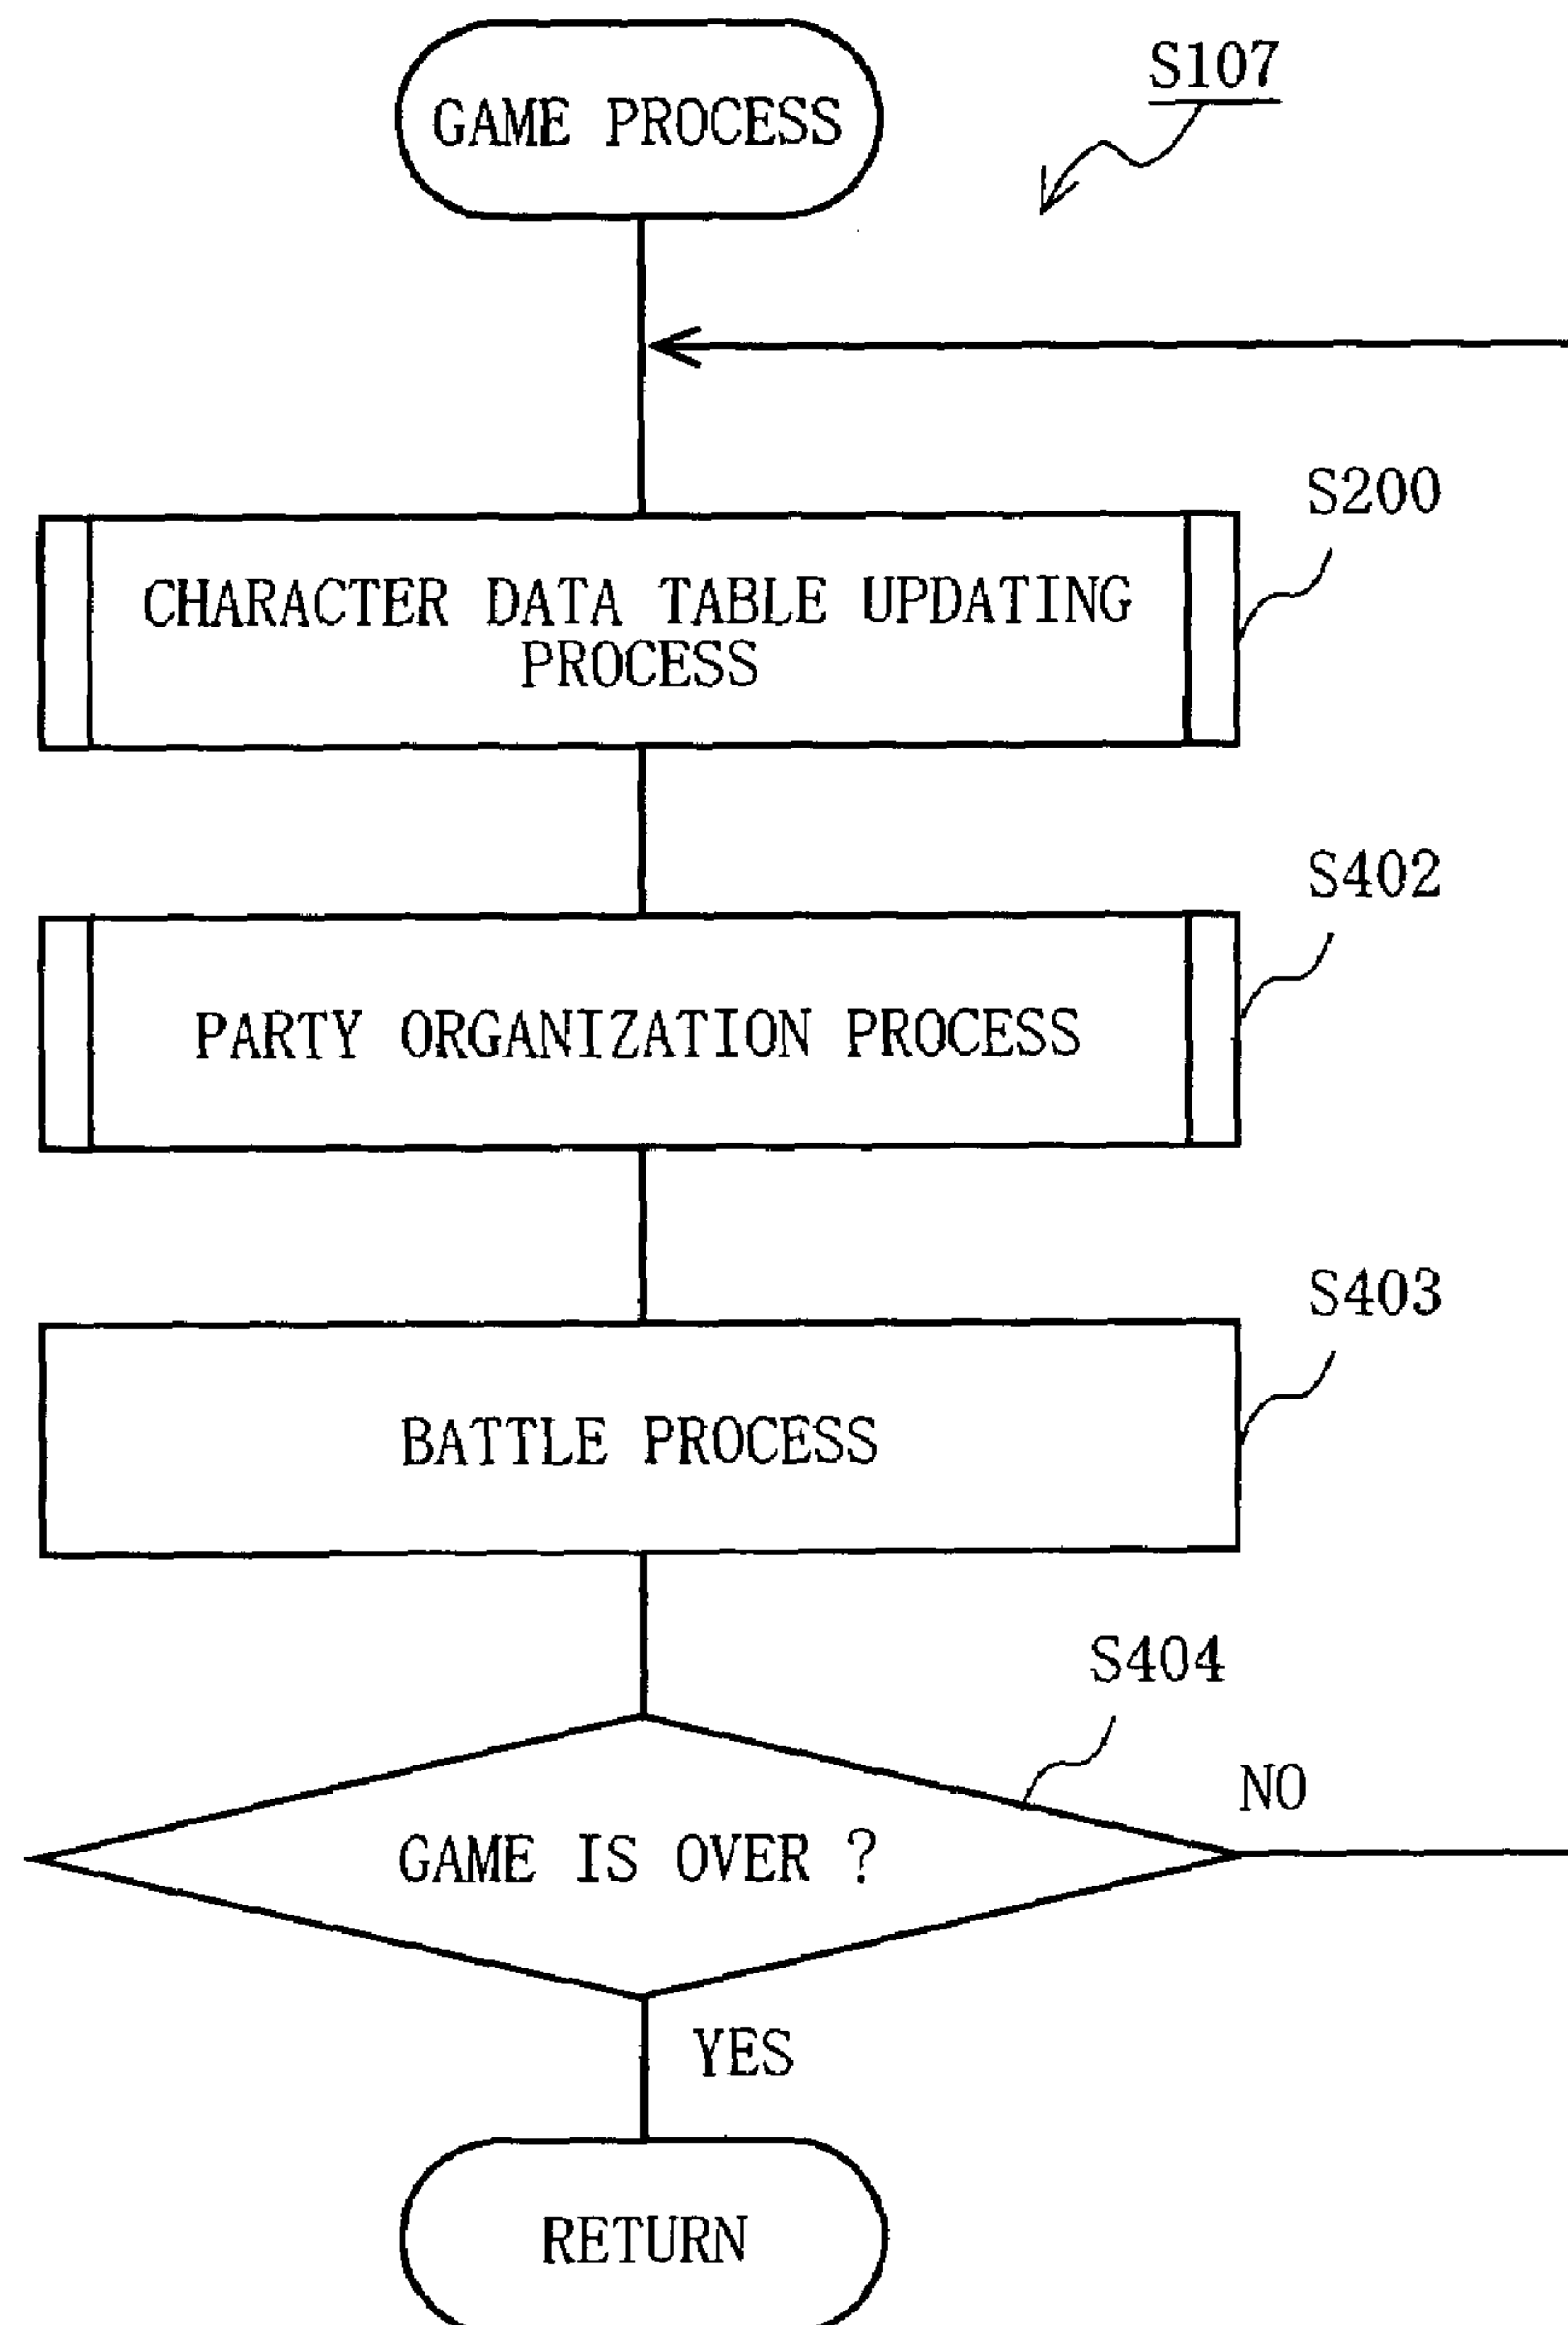 GAME PROCESS
S107
S200
CHARACTER DATA TABLE UPDATING
PROCESS
S402
PARTY ORGANIZATION PROCESS
S403
BATTLE PROCESS
S404
NO
GAME IS OVER ?
YES
RETURN